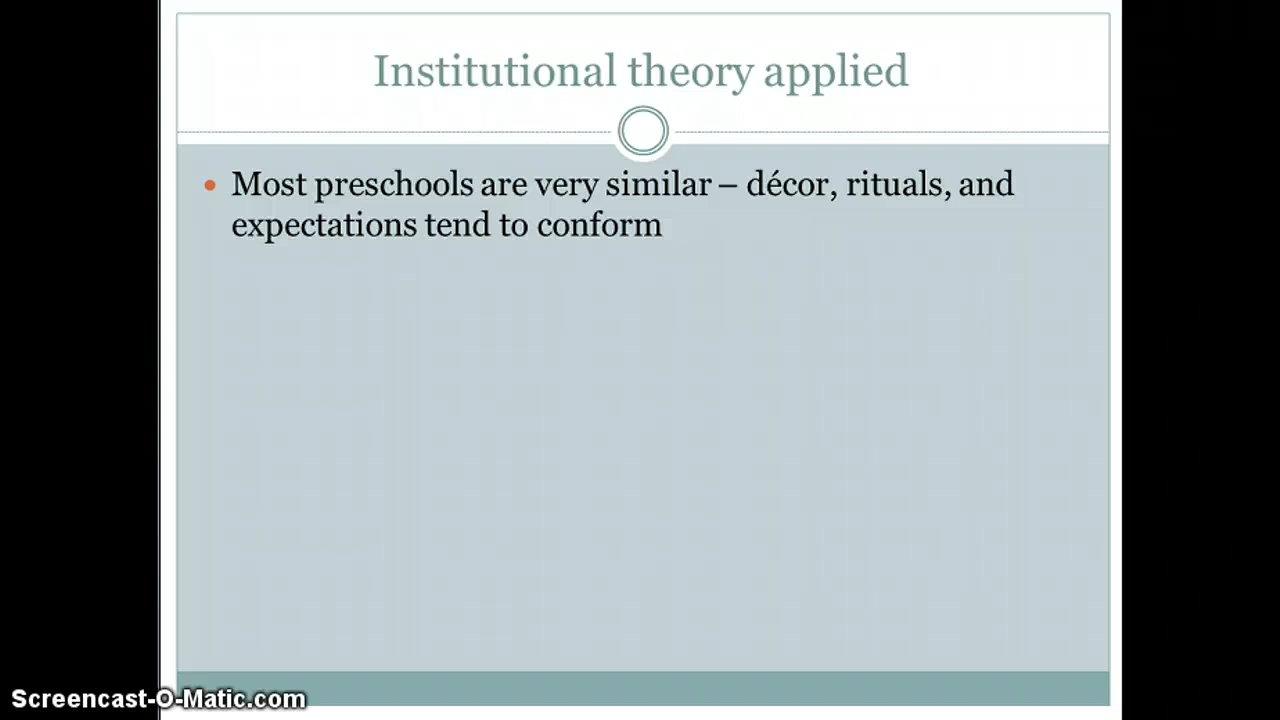 Institutional theory applied
• Most preschools are very similar – décor, rituals, and
expectations tend to conform
Screencast-O-Matic.com